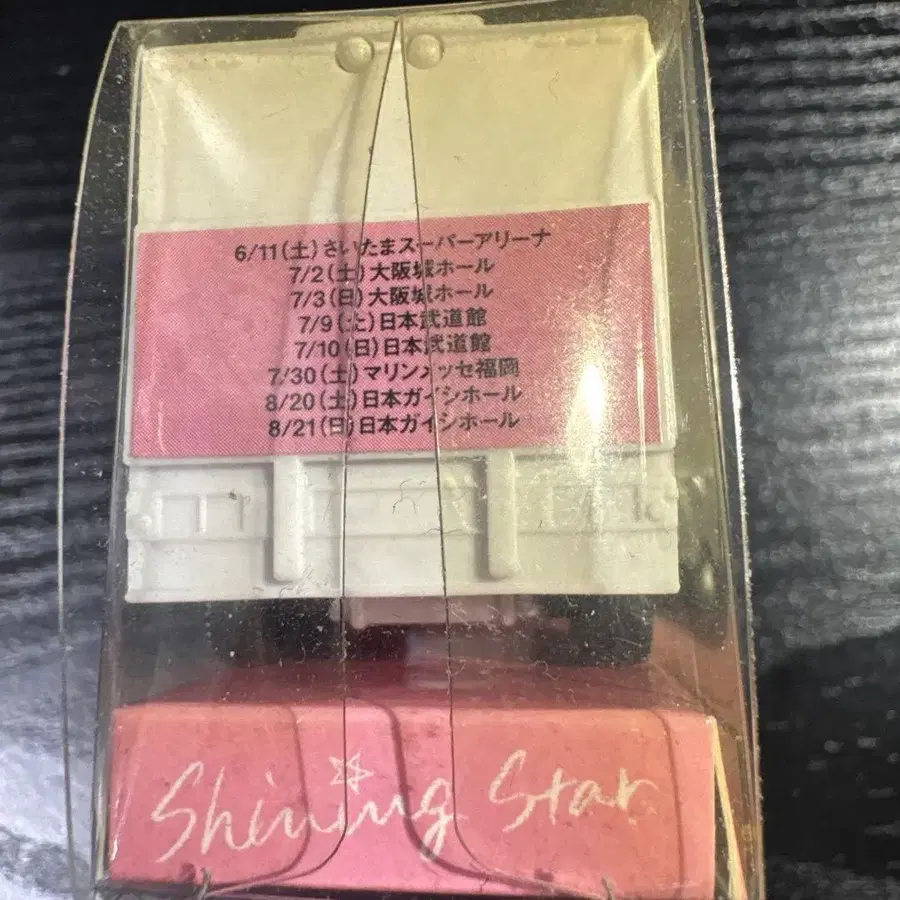 6/11(土)さいたまスーパーアリーナ
7/2(土)大阪城ホール
7/3(日)大阪城ホール
7/9(土)日本武道館
7/10(日)日本武道館
7/30(土)マリンメッセ福岡
8/20(土)日本ガイシホール
8/21(日)日本ガイシホール
Shining Star